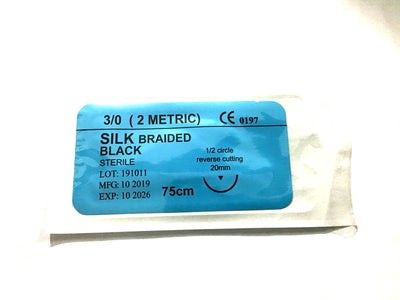 3/0 ( 2 METRIC) CE 0197
SILK BRAIDED
BLACK
STERILE
LOT: 191011
MFG: 10 2019
EXP: 10 2026
75cm
1/2 circle
reverse cutting
20mm